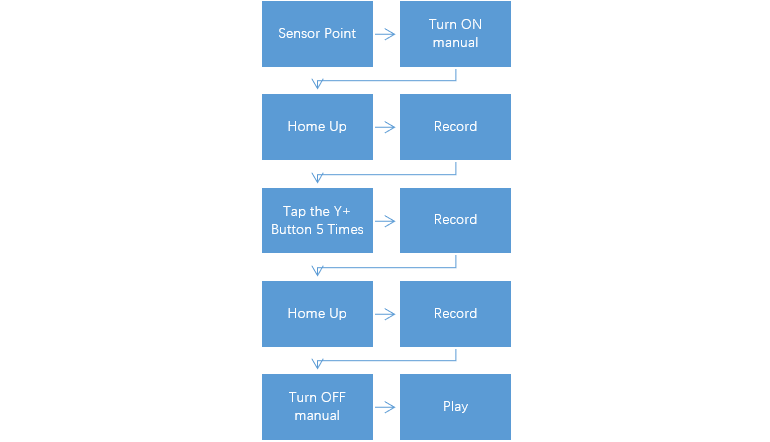 Sensor Point
Turn ON
manual
Home Up
Record
Tap the Y+
Button 5 Times
Record
Home Up
Record
Turn OFF
manual
Play